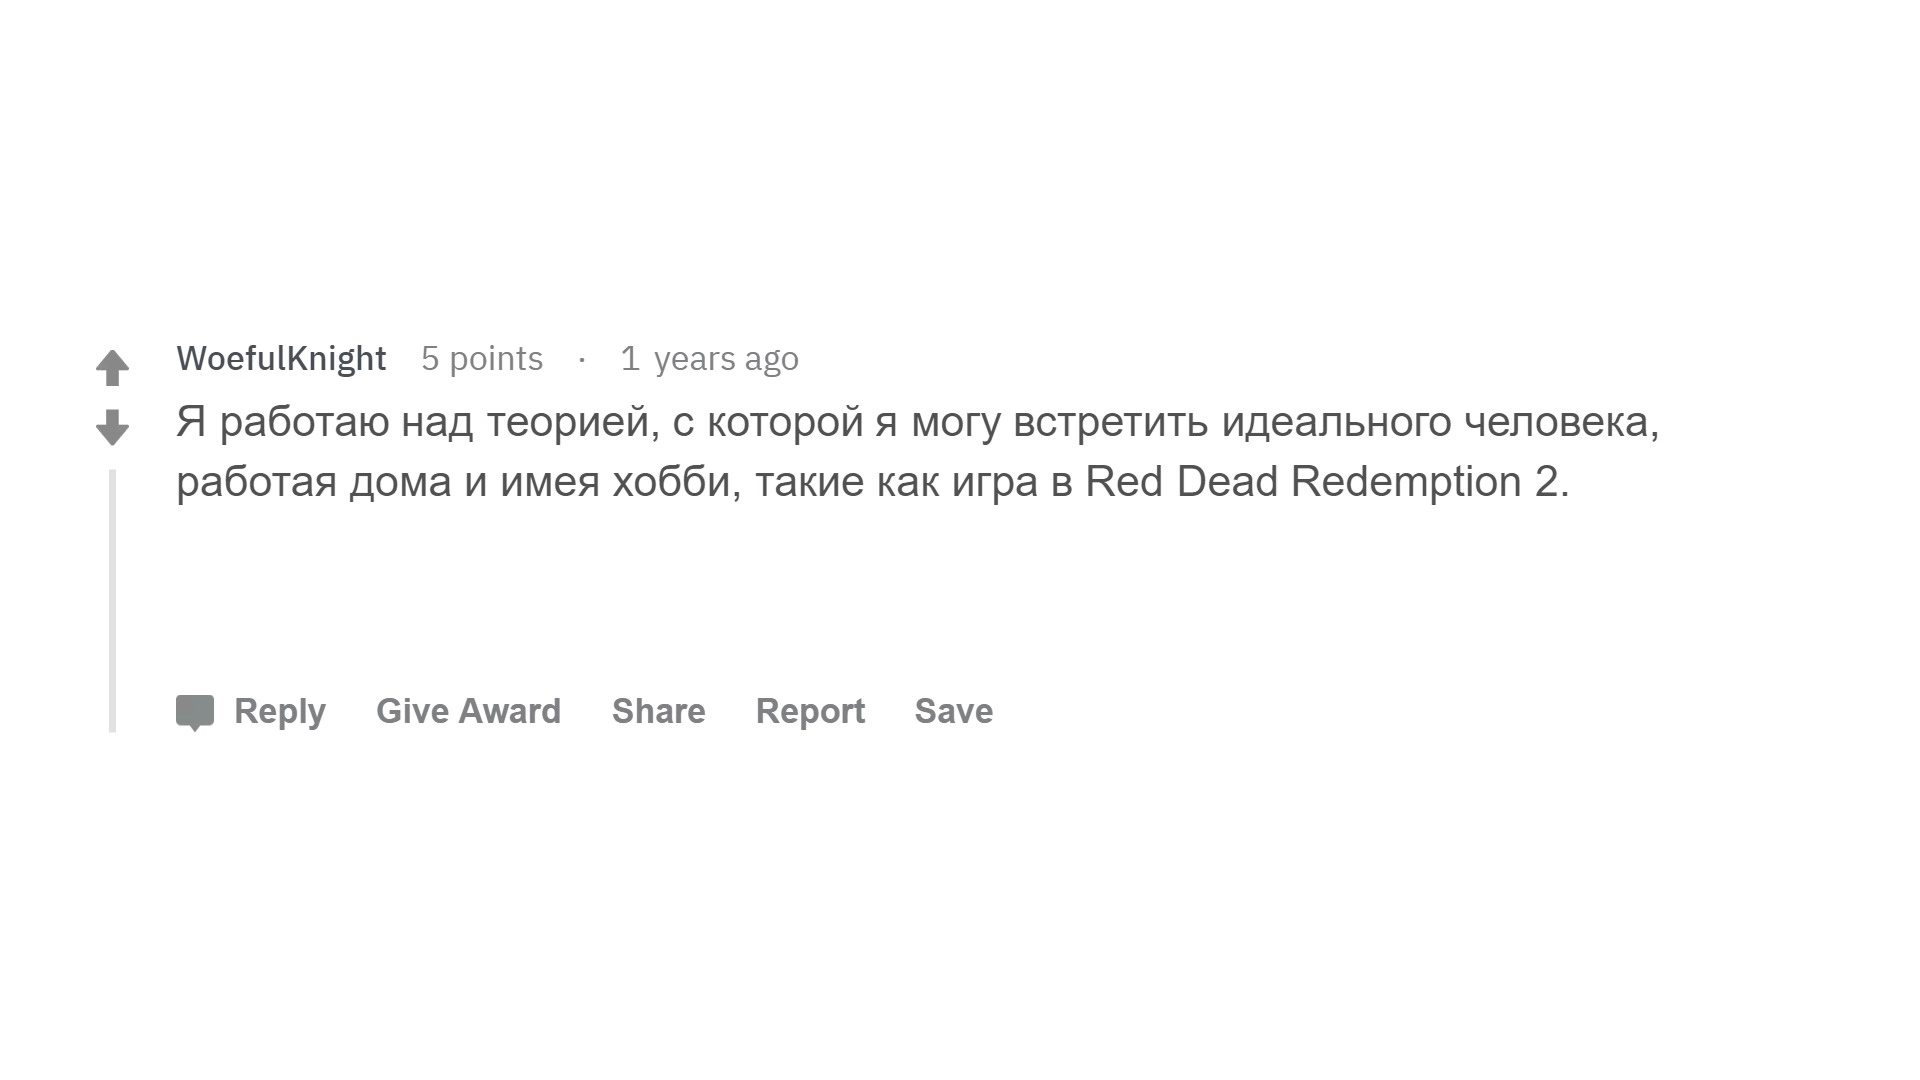 WoefulKnight 5 points · 1 years ago
Я работаю над теорией, с которой я могу встретить идеального человека,
работая дома и имея хобби, такие как игра в Red Dead Redemption 2.
Reply Give Award Share Report Save